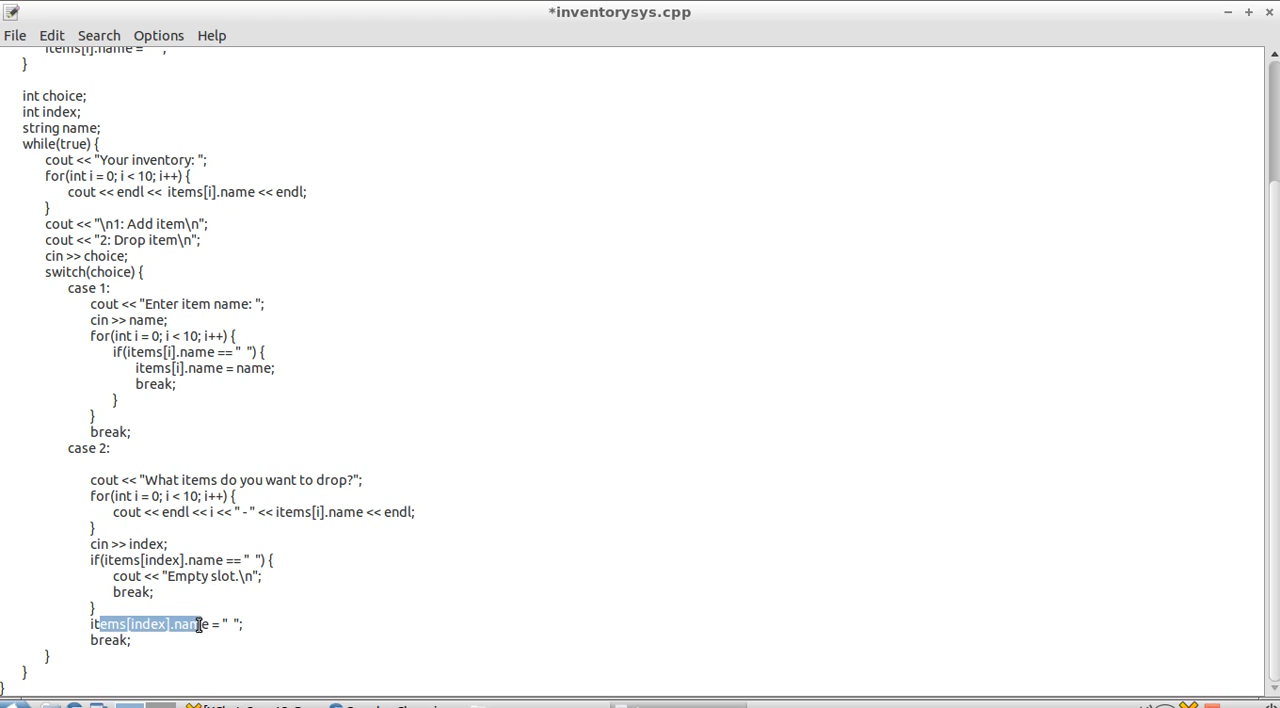 *inventorysys.cpp
File Edit Search Options Help
items[i].name = " ";
}
int choice;
int index;
string name;
while(true) {
cout << "Your inventory: ";
for(int i = 0; i < 10; i++) {
cout << endl << items[i].name << endl;
}
cout << "\n1: Add item\n";
cout << "2: Drop item\n";
cin >> choice;
switch(choice) {
case 1:
cout << "Enter item name: ";
cin >> name;
for(int i = 0; i < 10; i++) {
if(items[i].name == "  ") {
items[i].name = name;
break;
}
}
break;
case 2:
cout << "What items do you want to drop?";
for(int i = 0; i < 10; i++) {
cout << endl << i << " - " << items[i].name << endl;
}
cin >> index;
if(items[index].name == "  ") {
cout << "Empty slot.\n";
break;
}
items[index].name = "  ";
break;
}
}
}